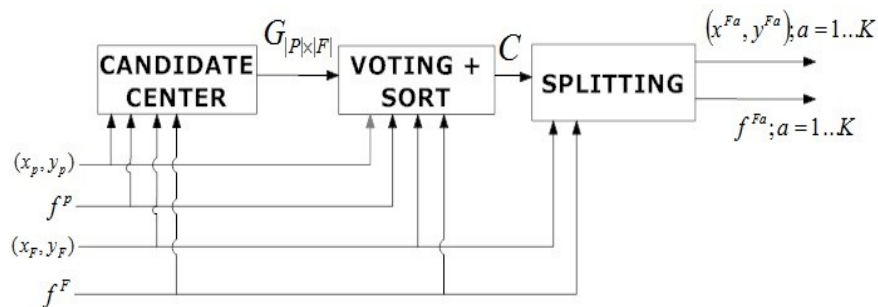 G|P|×|F|
C
(x^{Fa}, y^{Fa}); a = 1...K
CANDIDATE
CENTER
VOTING +
SORT
SPLITTING
f^{Fa}; a = 1...K
(x_p, y_p)
f^P
(x_F, y_F)
f^F